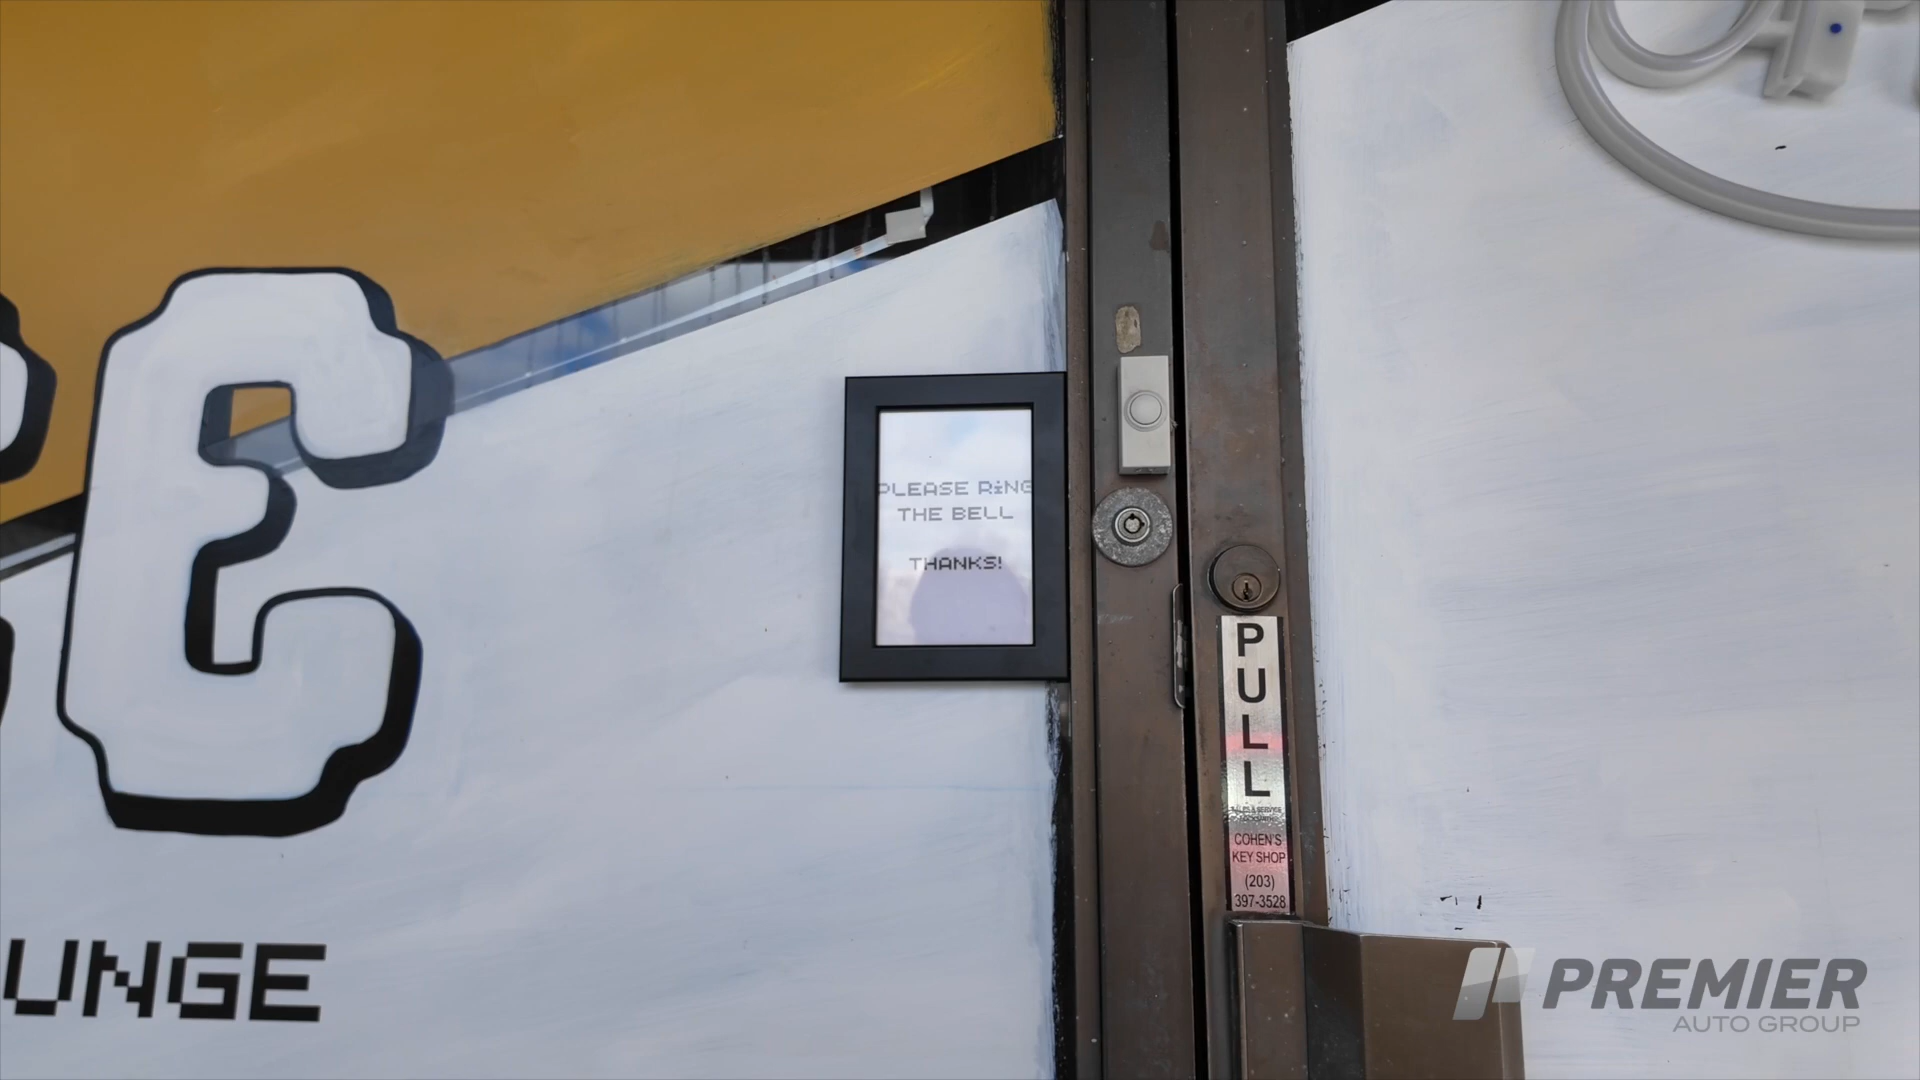 E
UNGE
PLEASE RING
THE BELL
THANKS!
PULL
COHEN'S
KEY SHOP
(203)
397-3528
PREMIER
AUTO GROUP